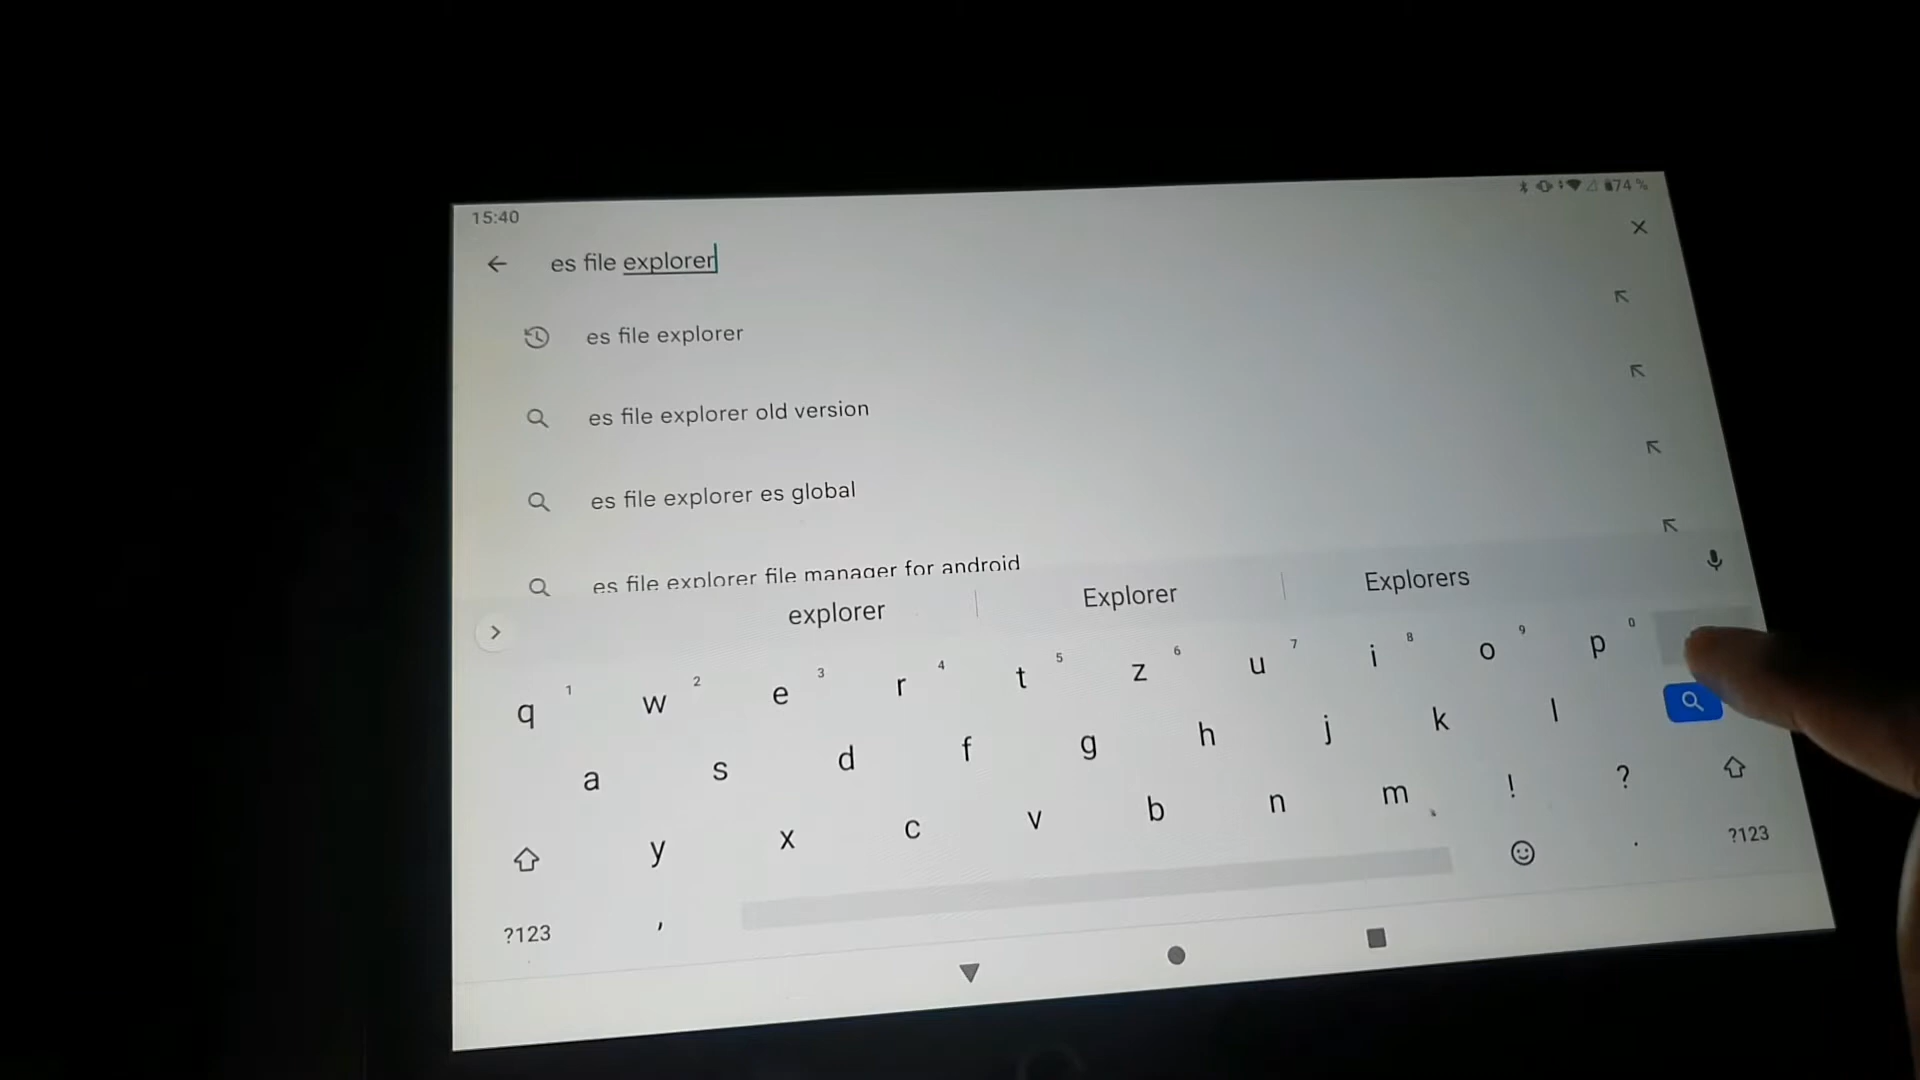 15:40
74 %
es file explorer
es file explorer
es file explorer old version
es file explorer es global
es file explorer file manager for android
explorer Explorer Explorers
q 1 w 2 e 3 r 4 t 5 z 6 u 7 i 8 o 9 p 0
a s d f g h j k l
y x c v b n m ! ?
?123 , . ?123